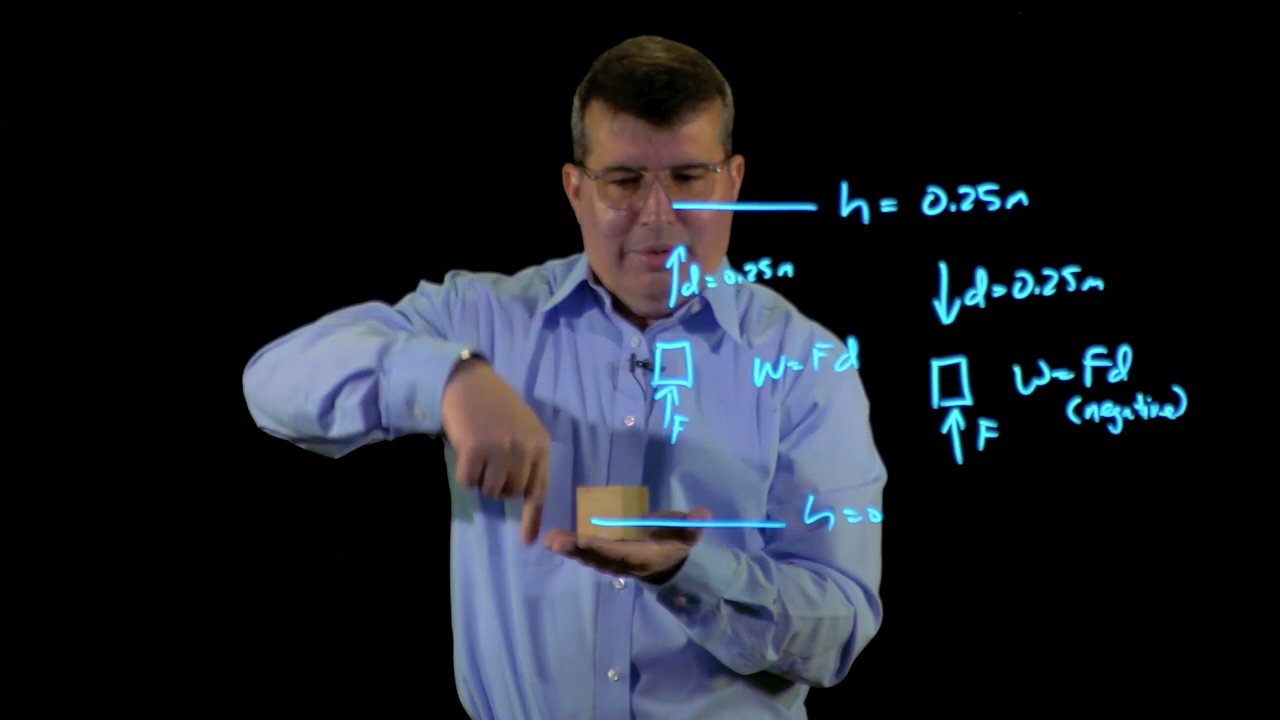 h = 0.25m
d=0.25m
d=0.25m
W=Fd
F
W=Fd
(negative)
F
h=0